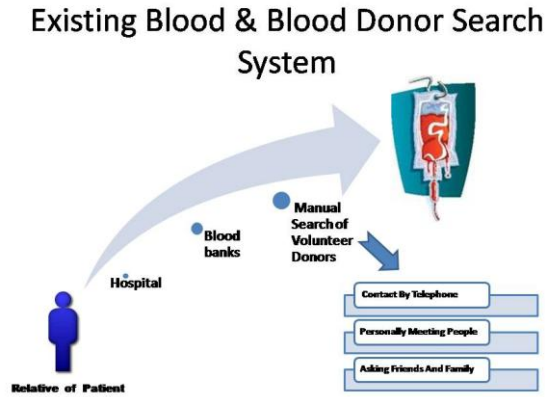 Existing Blood & Blood Donor Search
System
Manual
Search of
Volunteer
Donors
Blood
banks
Hospital
Contact By Telephone
Personally Meeting People
Asking Friends And Family
Relative of Patient